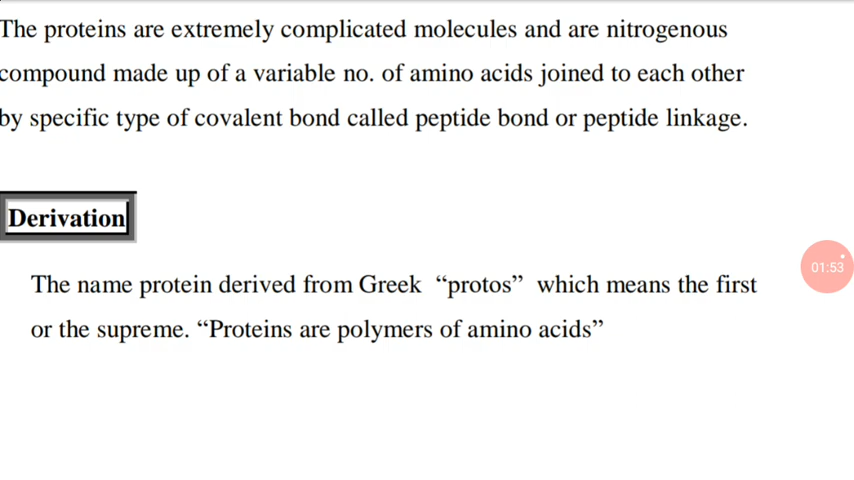 The proteins are extremely complicated molecules and are nitrogenous
compound made up of a variable no. of amino acids joined to each other
by specific type of covalent bond called peptide bond or peptide linkage.
Derivation
The name protein derived from Greek “protos” which means the first
or the supreme. “Proteins are polymers of amino acids”
01:53